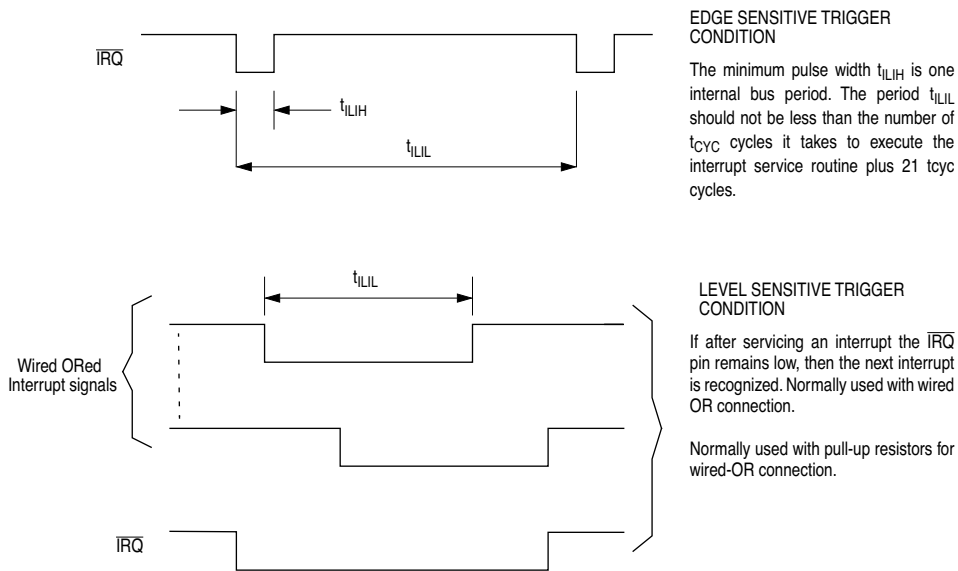 IRQ
tILIH
tILIL
EDGE SENSITIVE TRIGGER
CONDITION
The minimum pulse width tILIH is one
internal bus period. The period tILIL
should not be less than the number of
tCYC cycles it takes to execute the
interrupt service routine plus 21 tcyc
cycles.
tILIL
Wired ORed
Interrupt signals
IRQ
LEVEL SENSITIVE TRIGGER
CONDITION
If after servicing an interrupt the IRQ
pin remains low, then the next interrupt
is recognized. Normally used with wired
OR connection.
Normally used with pull-up resistors for
wired-OR connection.